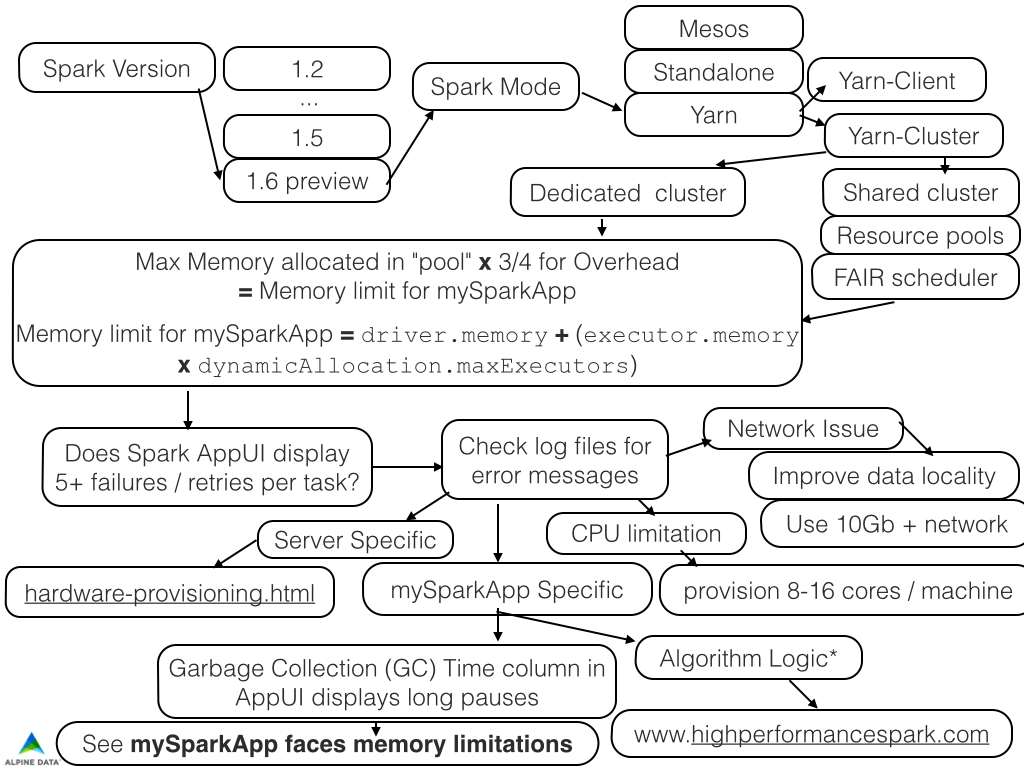 Spark Version
1.2
...
1.5
1.6 preview
Spark Mode
Mesos
Standalone
Yarn
Yarn-Client
Yarn-Cluster
Dedicated cluster
Shared cluster
Resource pools
FAIR scheduler
Max Memory allocated in "pool" x 3/4 for Overhead
= Memory limit for mySparkApp
Memory limit for mySparkApp = driver.memory + (executor.memory
x dynamicAllocation.maxExecutors)
Does Spark AppUI display
5+ failures / retries per task?
Check log files for
error messages
Network Issue
Improve data locality
Use 10Gb + network
Server Specific
CPU limitation
hardware-provisioning.html
mySparkApp Specific
provision 8-16 cores / machine
Garbage Collection (GC) Time column in
AppUI displays long pauses
Algorithm Logic*
See mySparkApp faces memory limitations
www.highperformancespark.com
ALPINE DATA